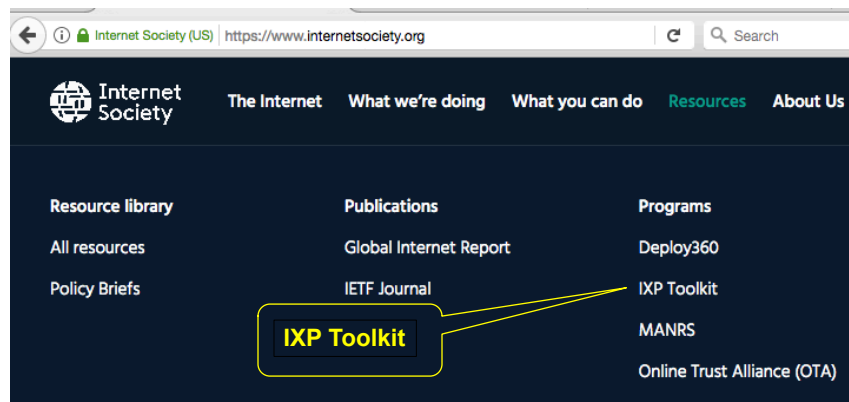 Internet Society (US) https://www.internetsociety.org Search
Internet
Society
The Internet What we're doing What you can do Resources About Us
Resource library Publications Programs
All resources Global Internet Report Deploy360
Policy Briefs IETF Journal IXP Toolkit
IXP Toolkit
MANRS
Online Trust Alliance (OTA)